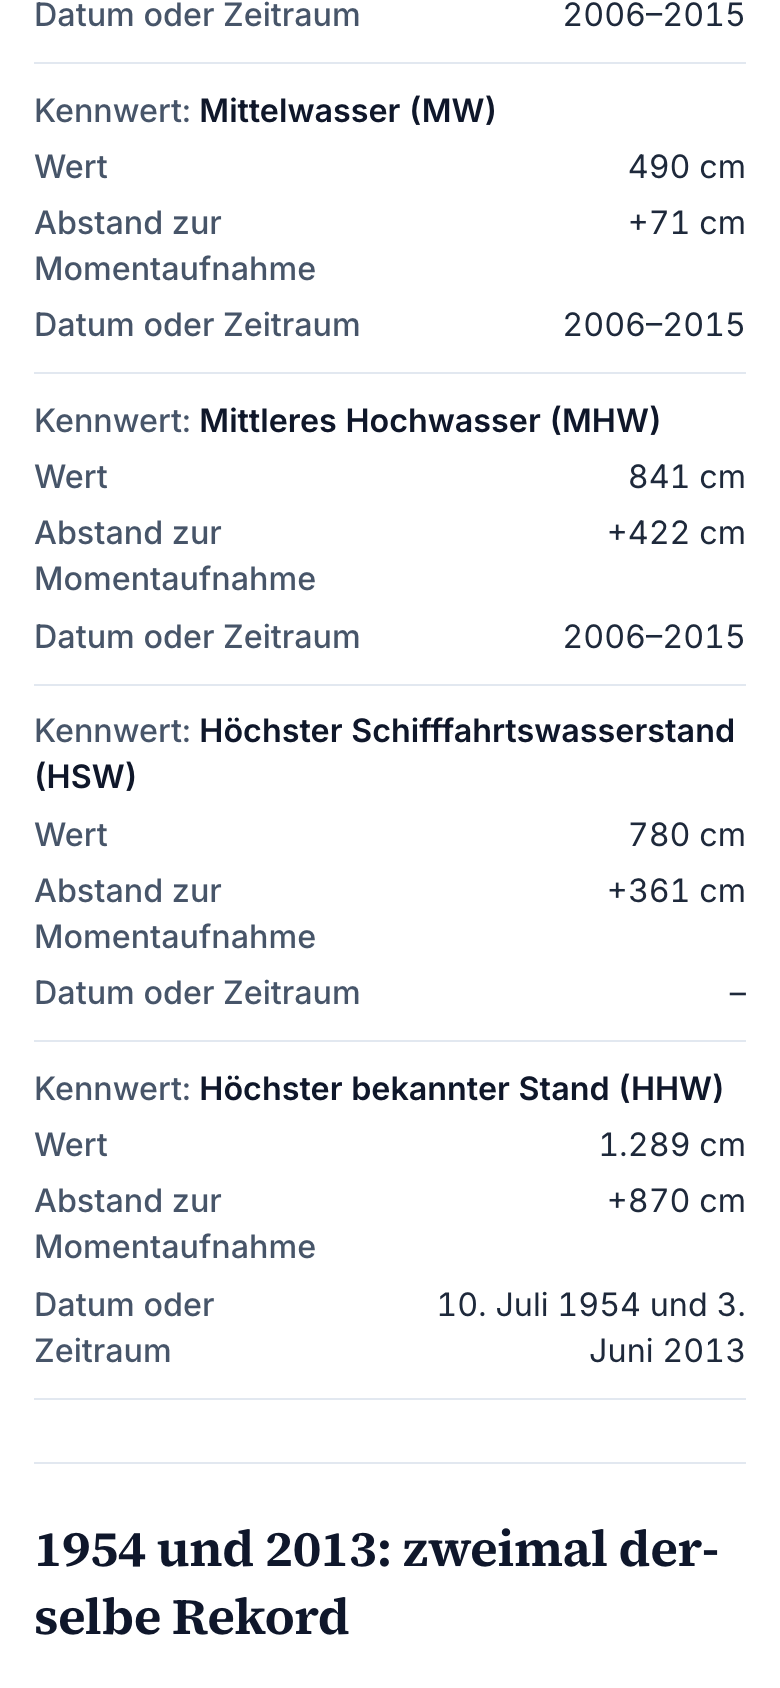 Datum oder Zeitraum 2006–2015
Kennwert: Mittelwasser (MW)
Wert 490 cm
Abstand zur +71 cm
Momentaufnahme
Datum oder Zeitraum 2006–2015
Kennwert: Mittleres Hochwasser (MHW)
Wert 841 cm
Abstand zur +422 cm
Momentaufnahme
Datum oder Zeitraum 2006–2015
Kennwert: Höchster Schifffahrtswasserstand
(HSW)
Wert 780 cm
Abstand zur +361 cm
Momentaufnahme
Datum oder Zeitraum –
Kennwert: Höchster bekannter Stand (HHW)
Wert 1.289 cm
Abstand zur +870 cm
Momentaufnahme
Datum oder 10. Juli 1954 und 3.
Zeitraum Juni 2013
1954 und 2013: zweimal der-
selbe Rekord